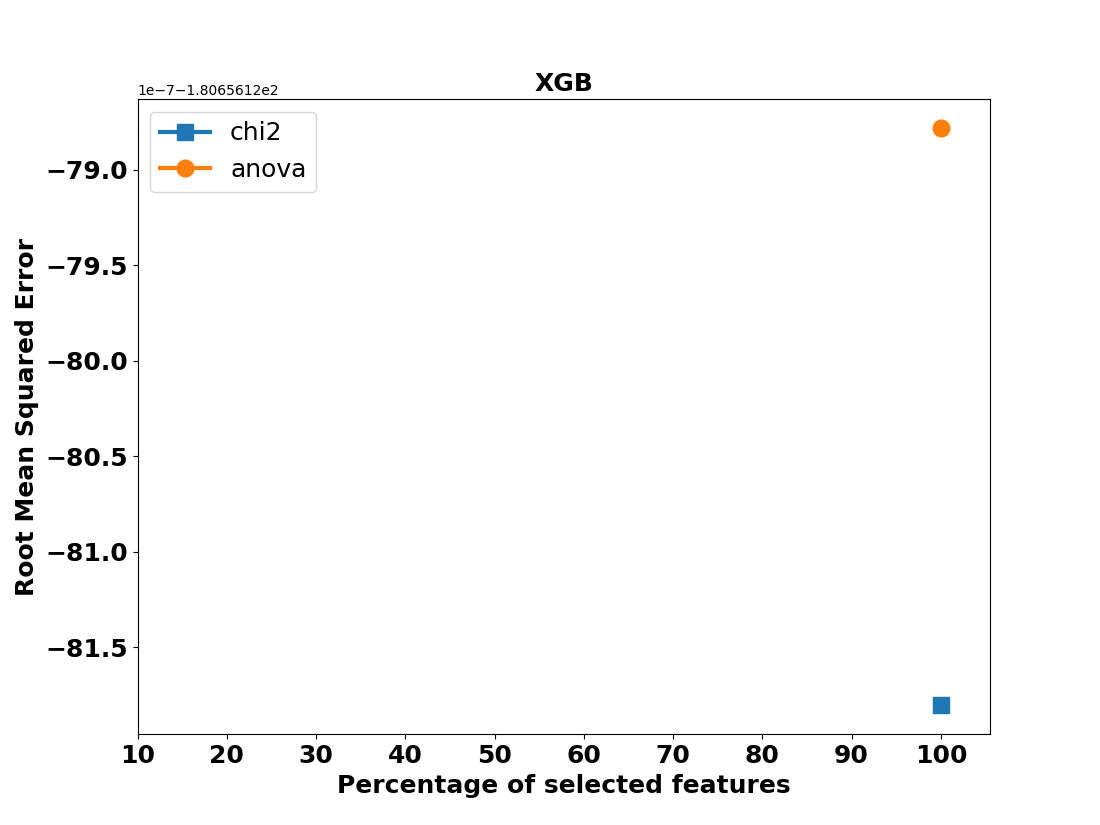 XGB
1e−7−1.8065612e2
chi2
anova
−79.0
−79.5
−80.0
−80.5
−81.0
−81.5
Root Mean Squared Error
10 20 30 40 50 60 70 80 90 100
Percentage of selected features